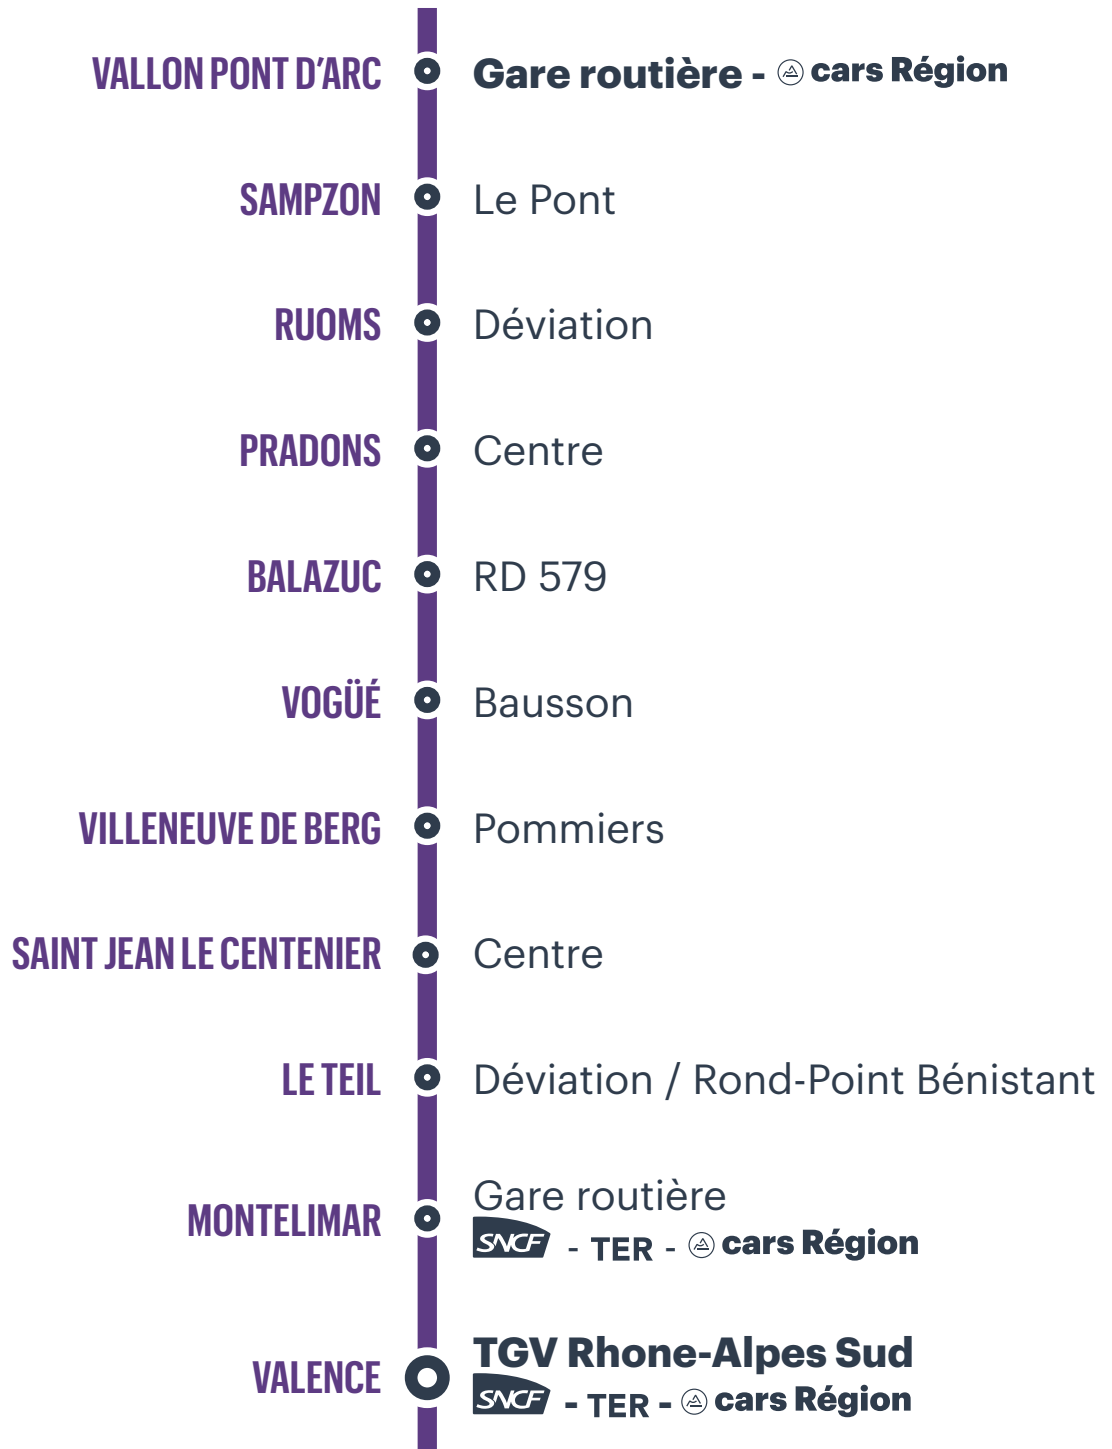 VALLON PONT D'ARC Gare routière - cars Région
SAMPZON Le Pont
RUOMS Déviation
PRADONS Centre
BALAZUC RD 579
VOGÜÉ Bausson
VILLENEUVE DE BERG Pommiers
SAINT JEAN LE CENTENIER Centre
LE TEIL Déviation / Rond-Point Bénistant
MONTELIMAR Gare routière
SNCF - TER - cars Région
VALENCE TGV Rhone-Alpes Sud
SNCF - TER - cars Région